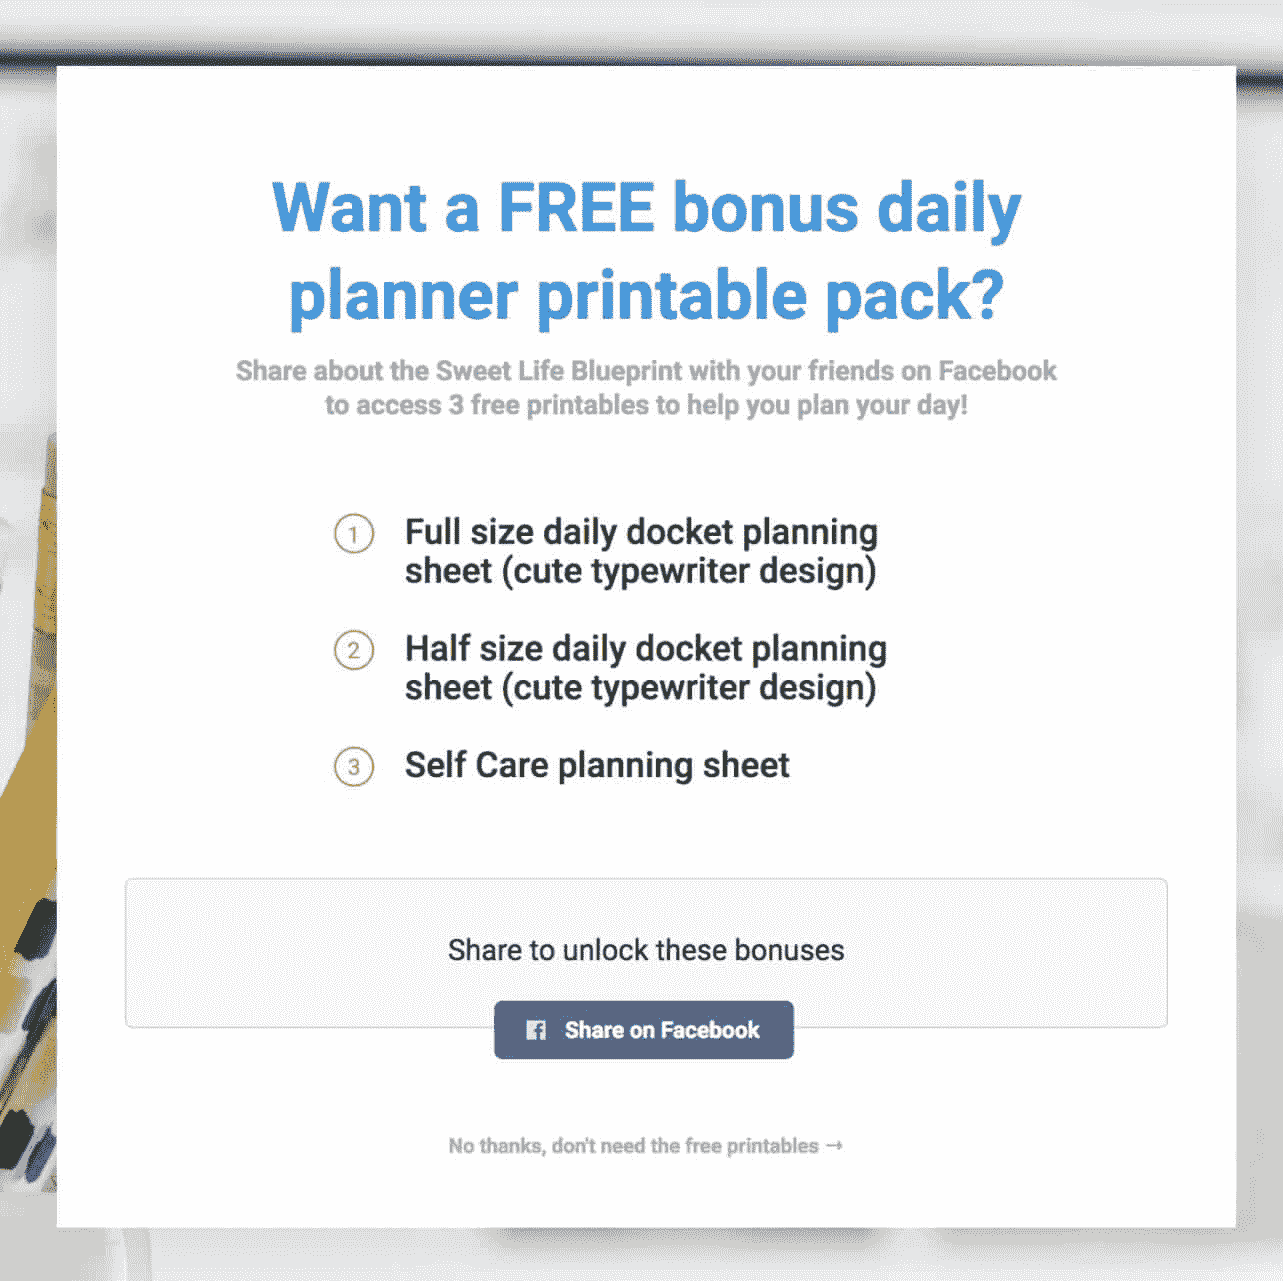 Want a FREE bonus daily
planner printable pack?
Share about the Sweet Life Blueprint with your friends on Facebook
to access 3 free printables to help you plan your day!
1 Full size daily docket planning
sheet (cute typewriter design)
2 Half size daily docket planning
sheet (cute typewriter design)
3 Self Care planning sheet
Share to unlock these bonuses
Share on Facebook
No thanks, don't need the free printables →